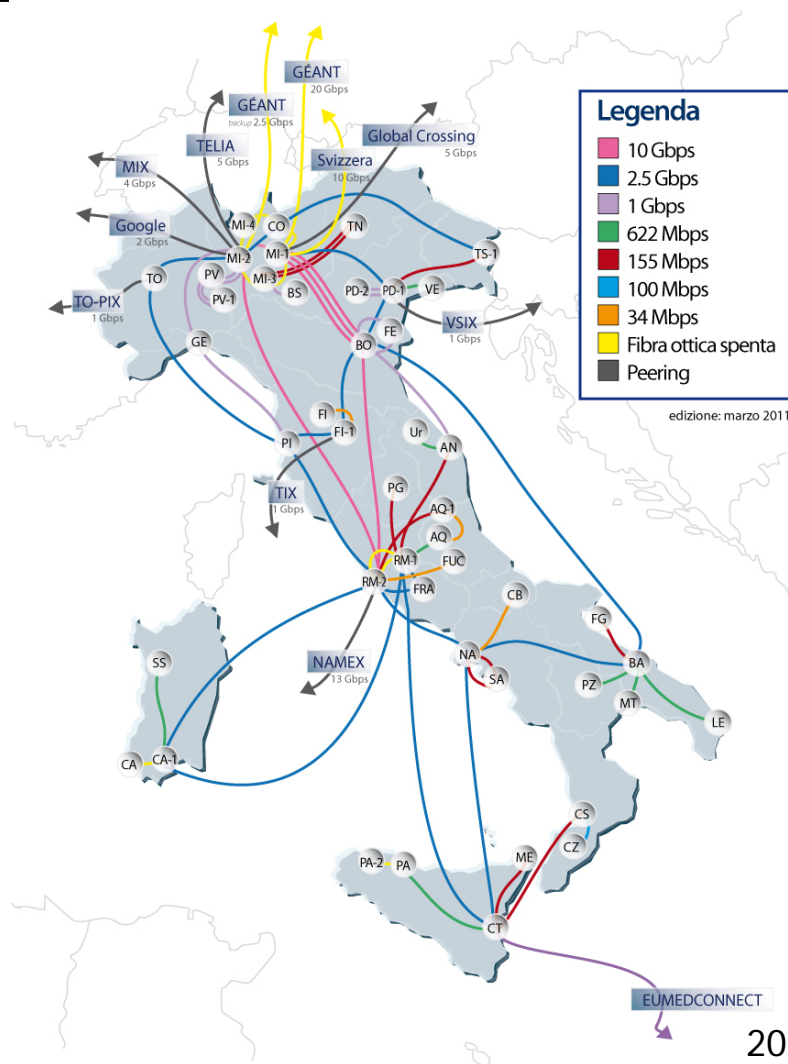 GÉANT
20 Gbps
GÉANT
backup 2.5 Gbps
TELIA
5 Gbps
Global Crossing
5 Gbps
MIX
4 Gbps
Svizzera
10 Gbps
Google
2 Gbps
Legenda
10 Gbps
2.5 Gbps
1 Gbps
622 Mbps
155 Mbps
100 Mbps
34 Mbps
Fibra ottica spenta
Peering
edizione: marzo 2011
MI-4
CO
TN
MI-2
MI-1
TS-1
TO
PV
MI-3
PV-1
BS
PD-2
PD-1
VE
TO-PIX
1 Gbps
VSIX
1 Gbps
GE
BO
FE
FI
FI-1
PI
Ur
AN
TIX
1 Gbps
PG
AQ-1
AQ
RM-1
FUC
RM-2
FRA
CB
FG
NAMEX
13 Gbps
NA
SA
BA
PZ
MT
LE
SS
CA
CA-1
CS
CZ
PA-2
PA
ME
CT
EUMEDCONNECT
20